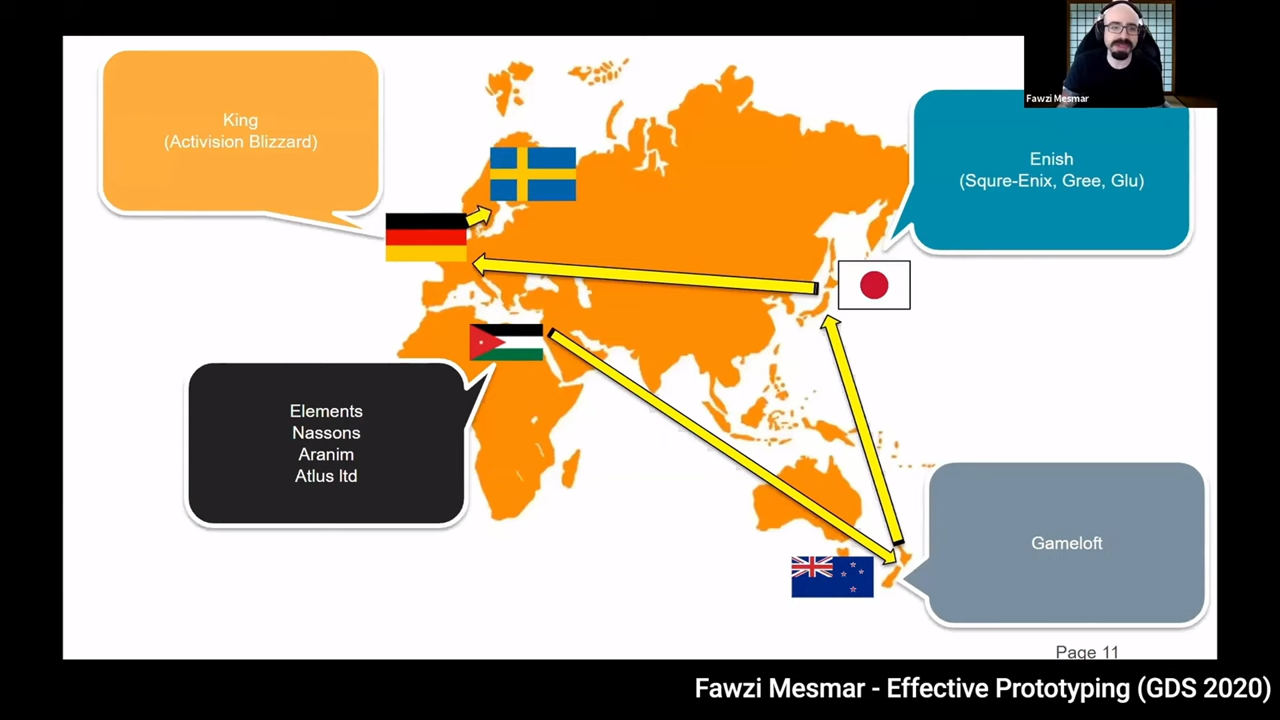 King
(Activision Blizzard)
Fawzi Mesmar
Enish
(Squre-Enix, Gree, Glu)
Elements
Nassons
Aranim
Atlus ltd
Gameloft
Page 11
Fawzi Mesmar - Effective Prototyping (GDS 2020)